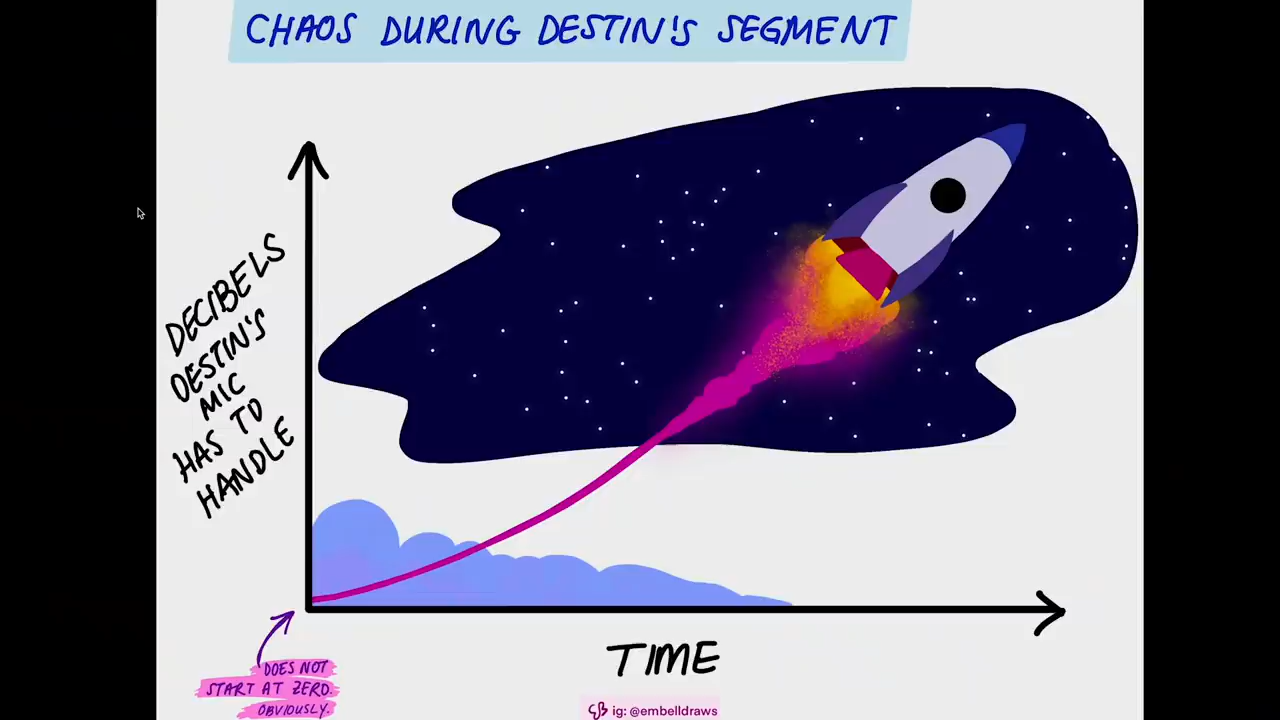 CHAOS DURING DESTIN'S SEGMENT
DECIBELS
DESTIN'S
MIC
HAS TO
HANDLE
TIME
DOES NOT
START AT ZERO.
OBVIOUSLY.
ig: @embelldraws